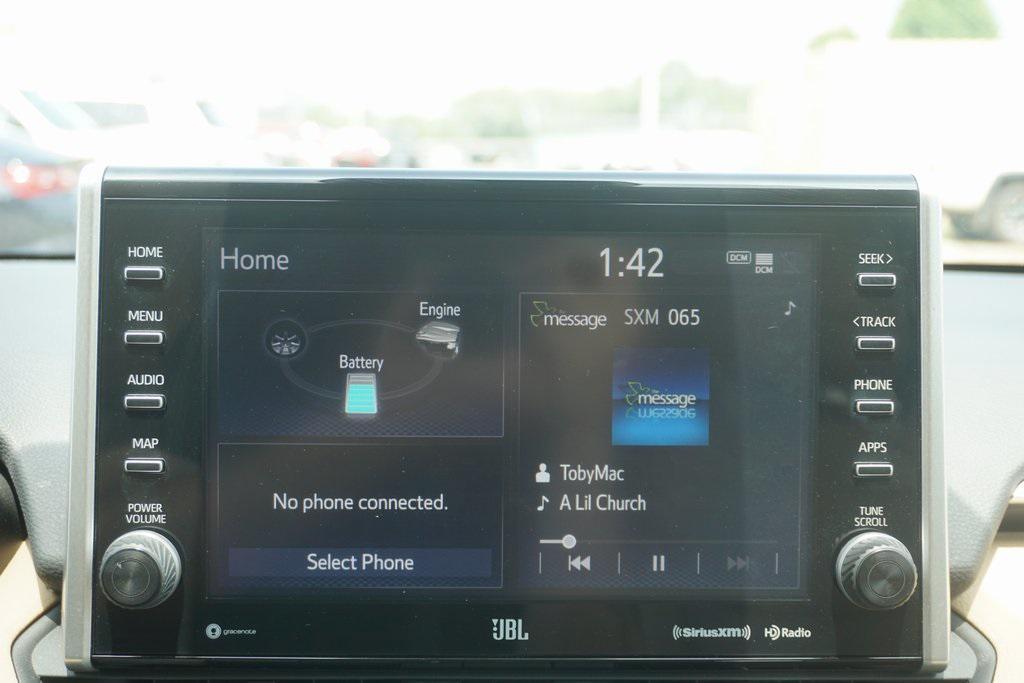 HOME
MENU
AUDIO
MAP
POWER
VOLUME
Home
1:42
DCM
DCM
Engine
Battery
No phone connected.
Select Phone
message SXM 065
message
TobyMac
A Lil Church
SEEK>
<TRACK
PHONE
APPS
TUNE
SCROLL
gracenote
JBL
((SiriusXM))
HD Radio